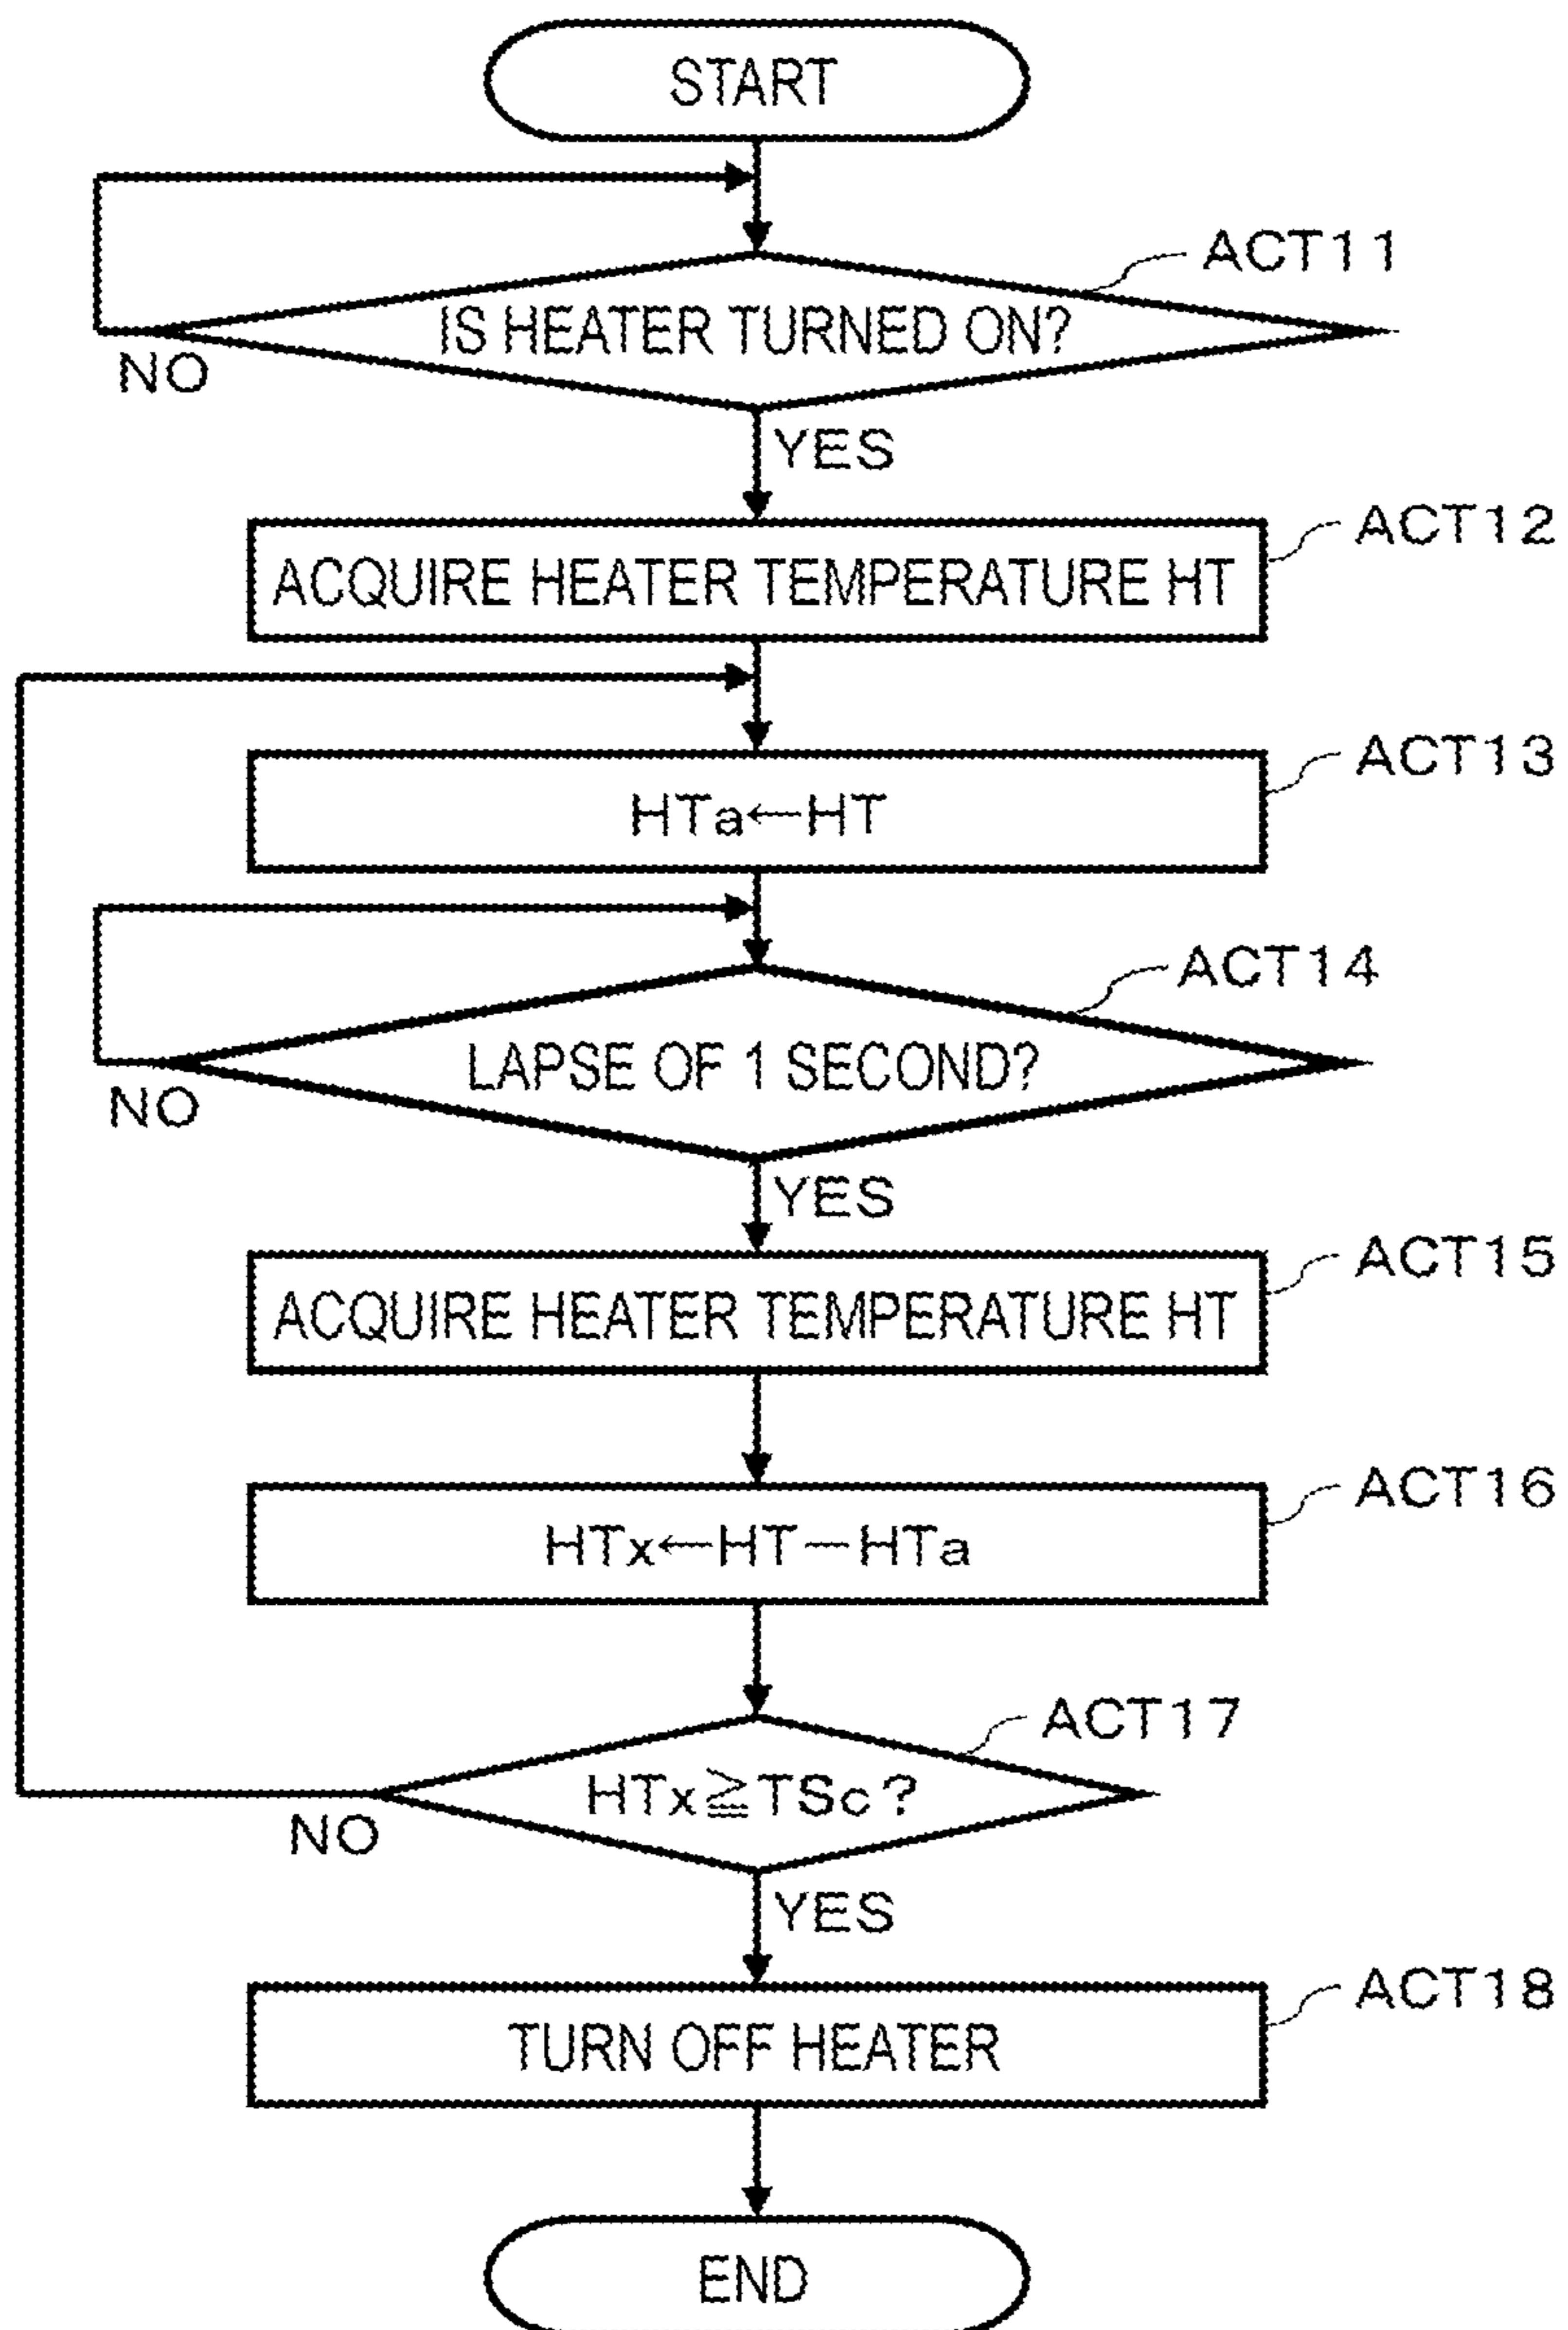 START
ACT11
IS HEATER TURNED ON?
NO
YES
ACT12
ACQUIRE HEATER TEMPERATURE HT
ACT13
HTa←HT
ACT14
LAPSE OF 1 SECOND?
NO
YES
ACT15
ACQUIRE HEATER TEMPERATURE HT
ACT16
HTx←HT－HTa
ACT17
HTx≧TSc?
NO
YES
ACT18
TURN OFF HEATER
END